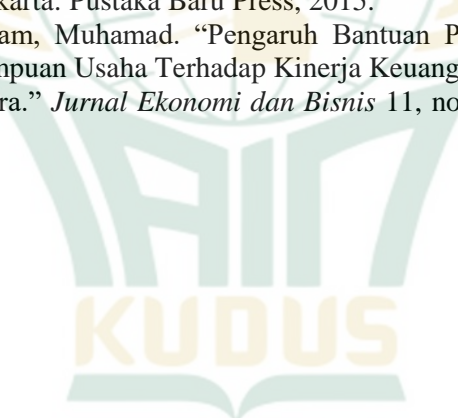 karta: Pustaka Baru Press, 2015.
am, Muhamad. “Pengaruh Bantuan P
mpuan Usaha Terhadap Kinerja Keuang
ra.” Jurnal Ekonomi dan Bisnis 11, no
IAIN
KUDUS